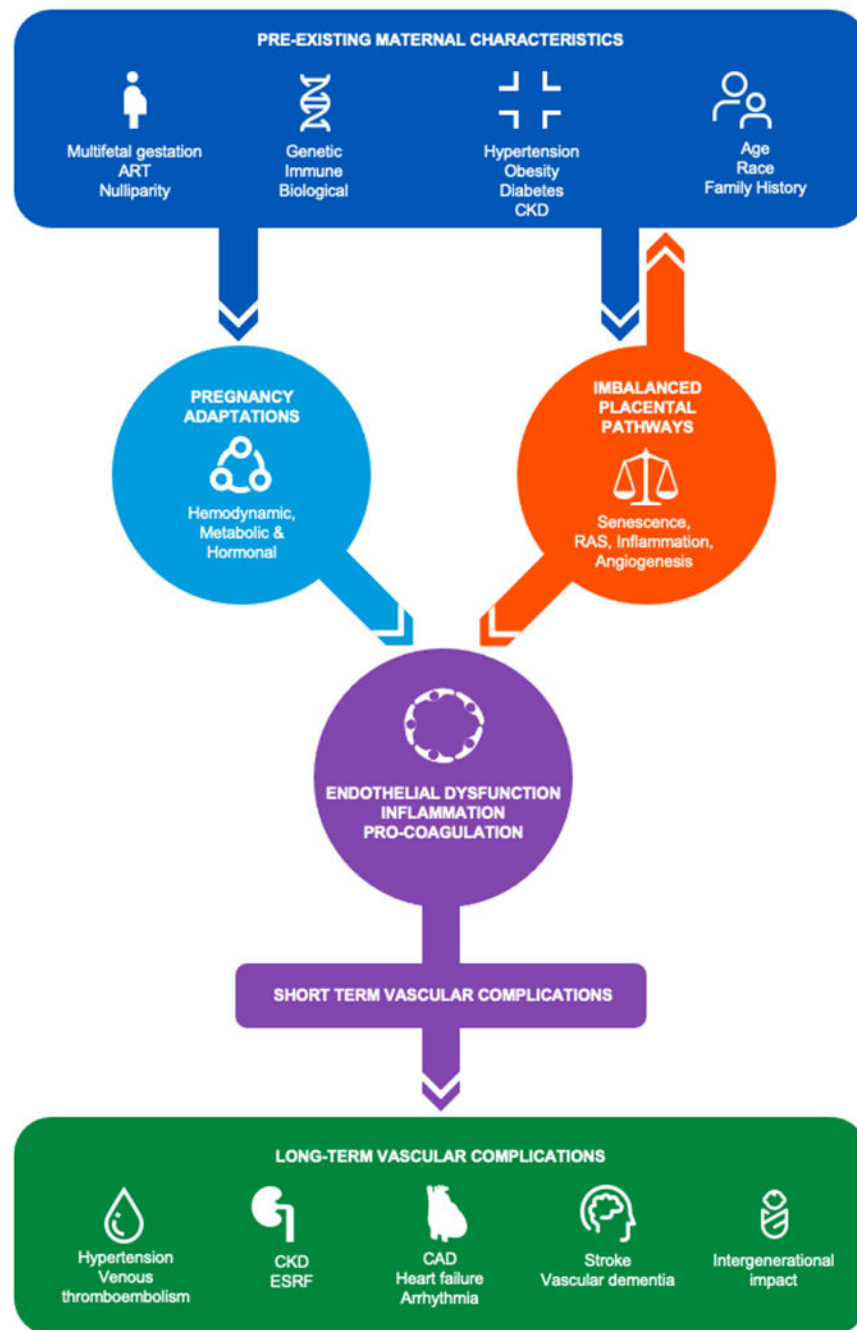 PRE-EXISTING MATERNAL CHARACTERISTICS
Multifetal gestation
ART
Nulliparity
Genetic
Immune
Biological
Hypertension
Obesity
Diabetes
CKD
Age
Race
Family History
PREGNANCY
ADAPTATIONS
Hemodynamic,
Metabolic &
Hormonal
IMBALANCED
PLACENTAL
PATHWAYS
Senescence,
RAS, Inflammation,
Angiogenesis
ENDOTHELIAL DYSFUNCTION
INFLAMMATION
PRO-COAGULATION
SHORT TERM VASCULAR COMPLICATIONS
LONG-TERM VASCULAR COMPLICATIONS
Hypertension
Venous
thromboembolism
CKD
ESRF
CAD
Heart failure
Arrhythmia
Stroke
Vascular dementia
Intergenerational
impact